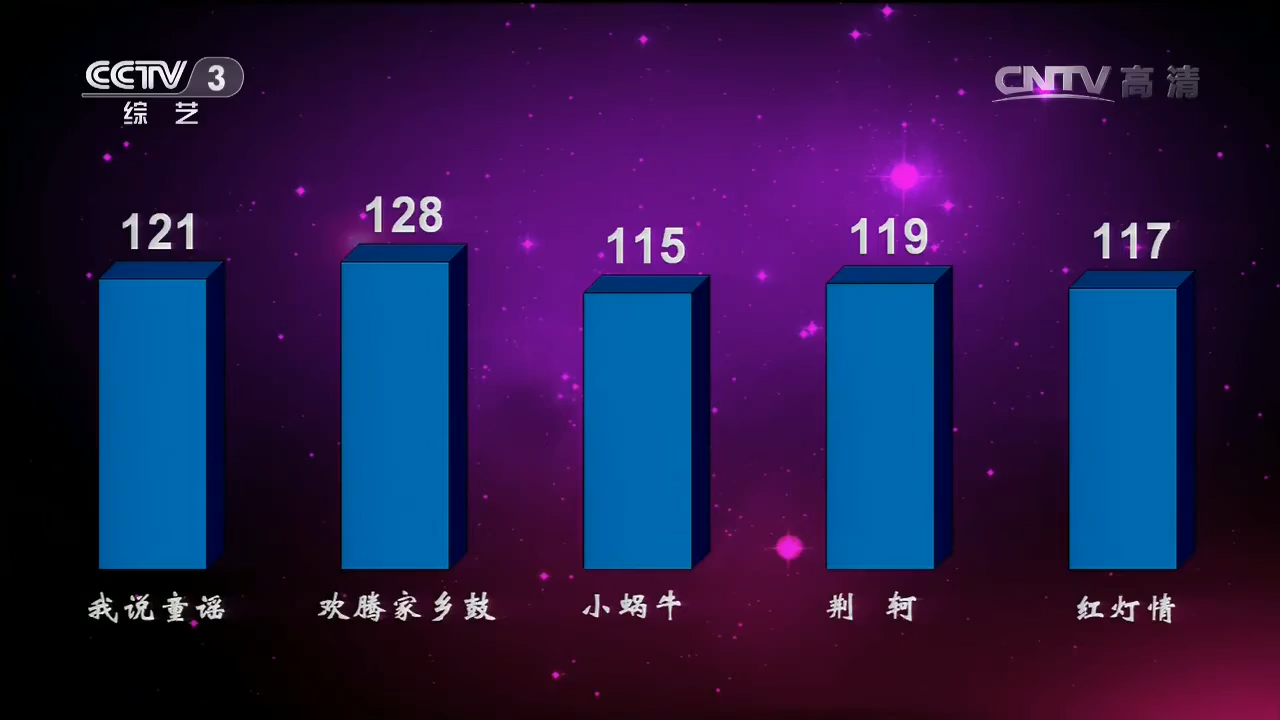 CCTV 3
综艺
CNTV 高清
121
128
115
119
117
我说童谣
欢腾家乡鼓
小蜗牛
荆轲
红灯情